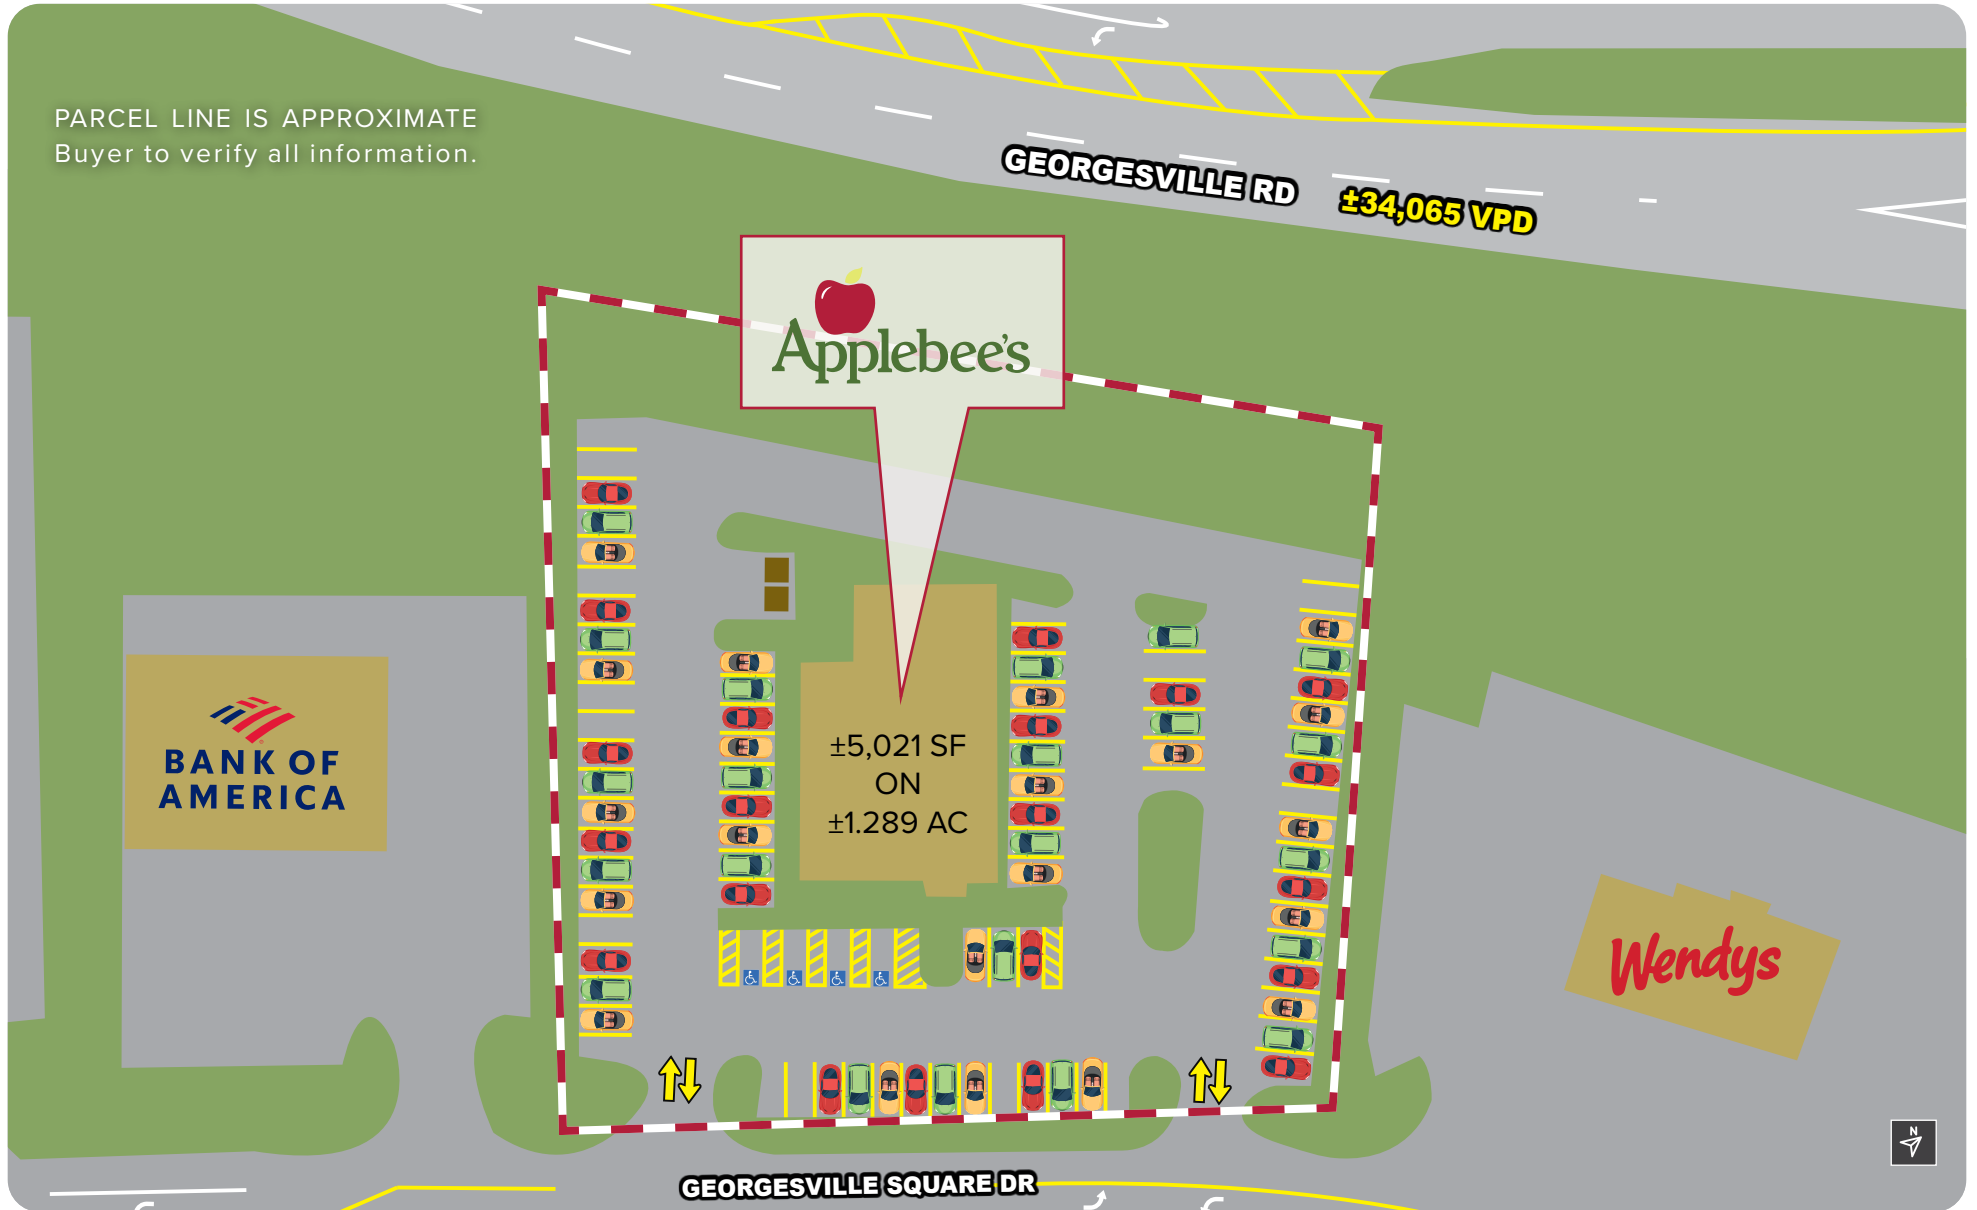 PARCEL LINE IS APPROXIMATE
Buyer to verify all information.
GEORGESVILLE RD
±34,065 VPD
Applebee's
±5,021 SF
ON
±1.289 AC
BANK OF
AMERICA
Wendys
N
GEORGESVILLE SQUARE DR